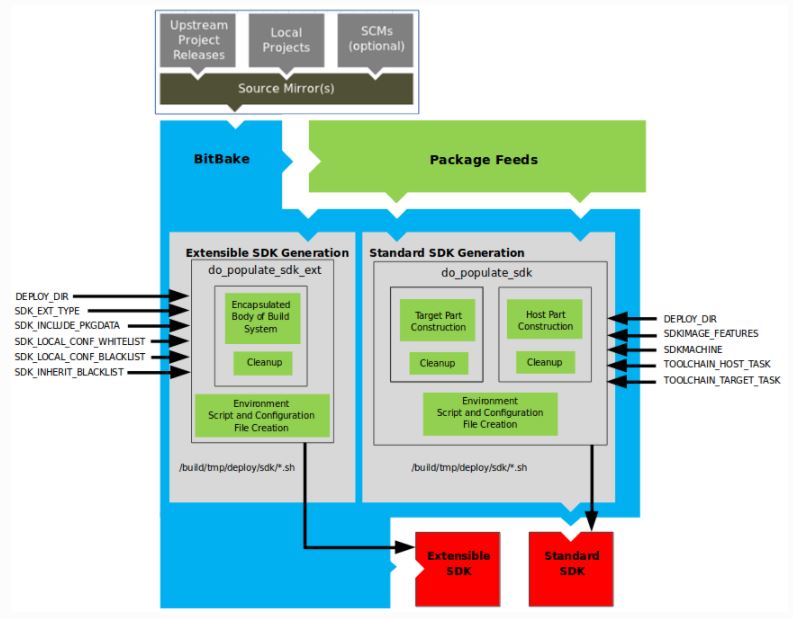 Upstream
Project
Releases
Local
Projects
SCMs
(optional)
Source Mirror(s)
BitBake
Package Feeds
Extensible SDK Generation
do_populate_sdk_ext
Encapsulated
Body of Build
System
Cleanup
Environment
Script and Configuration
File Creation
/build/tmp/deploy/sdk/*.sh
Standard SDK Generation
do_populate_sdk
Target Part
Construction
Cleanup
Host Part
Construction
Cleanup
Environment
Script and Configuration
File Creation
/build/tmp/deploy/sdk/*.sh
DEPLOY_DIR
SDK_EXT_TYPE
SDK_INCLUDE_PKGDATA
SDK_LOCAL_CONF_WHITELIST
SDK_LOCAL_CONF_BLACKLIST
SDK_INHERIT_BLACKLIST
DEPLOY_DIR
SDKIMAGE_FEATURES
SDKMACHINE
TOOLCHAIN_HOST_TASK
TOOLCHAIN_TARGET_TASK
Extensible
SDK
Standard
SDK